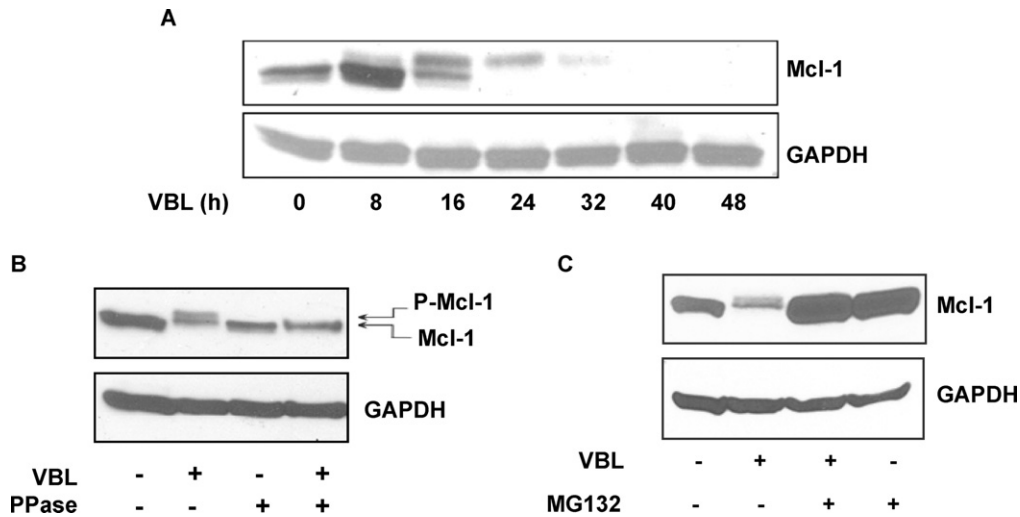 A
Mcl-1
GAPDH
VBL (h) 0 8 16 24 32 40 48
B
P-Mcl-1
Mcl-1
GAPDH
VBL - + - +
PPase - - + +
C
Mcl-1
GAPDH
VBL - + + -
MG132 - - + +